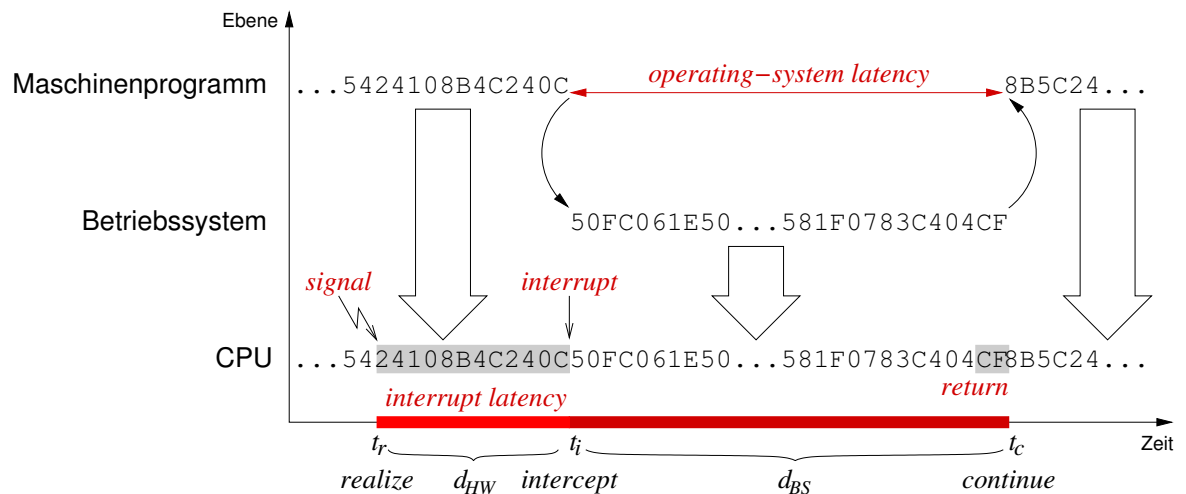 Ebene
Maschinenprogramm ...5424108B4C240C operating-system latency 8B5C24...
Betriebssystem 50FC061E50...581F0783C404CF
signal interrupt
CPU ...5424108B4C240C50FC061E50...581F0783C404CF8B5C24...
interrupt latency return
t_r t_i t_c Zeit
realize d_HW intercept d_BS continue